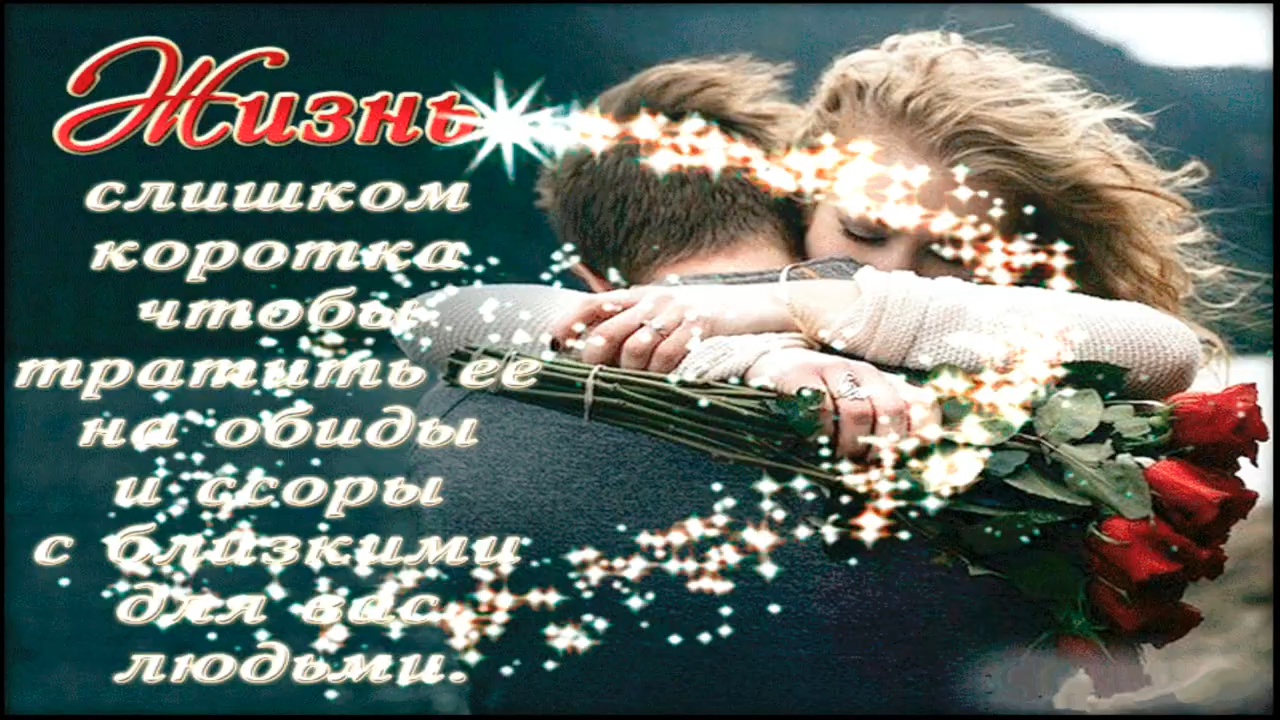 Жизнь
слишком
коротка
чтобы
тратить ее
на обиды
и ссоры
с близкими
для вас
людьми.